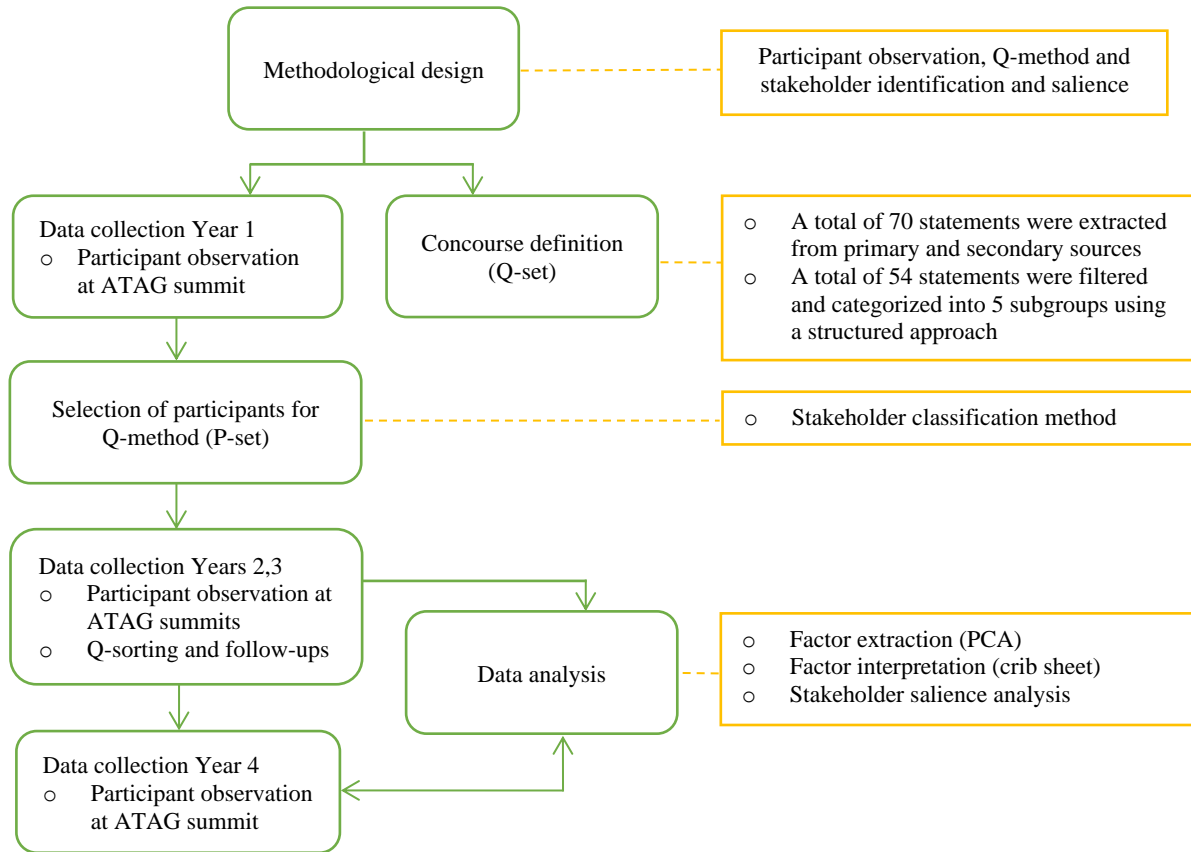 Methodological design
Participant observation, Q-method and
stakeholder identification and salience
Data collection Year 1
o Participant observation
at ATAG summit
Concourse definition
(Q-set)
o A total of 70 statements were extracted
from primary and secondary sources
o A total of 54 statements were filtered
and categorized into 5 subgroups using
a structured approach
Selection of participants for
Q-method (P-set)
o Stakeholder classification method
Data collection Years 2,3
o Participant observation at
ATAG summits
o Q-sorting and follow-ups
Data analysis
o Factor extraction (PCA)
o Factor interpretation (crib sheet)
o Stakeholder salience analysis
Data collection Year 4
o Participant observation
at ATAG summit